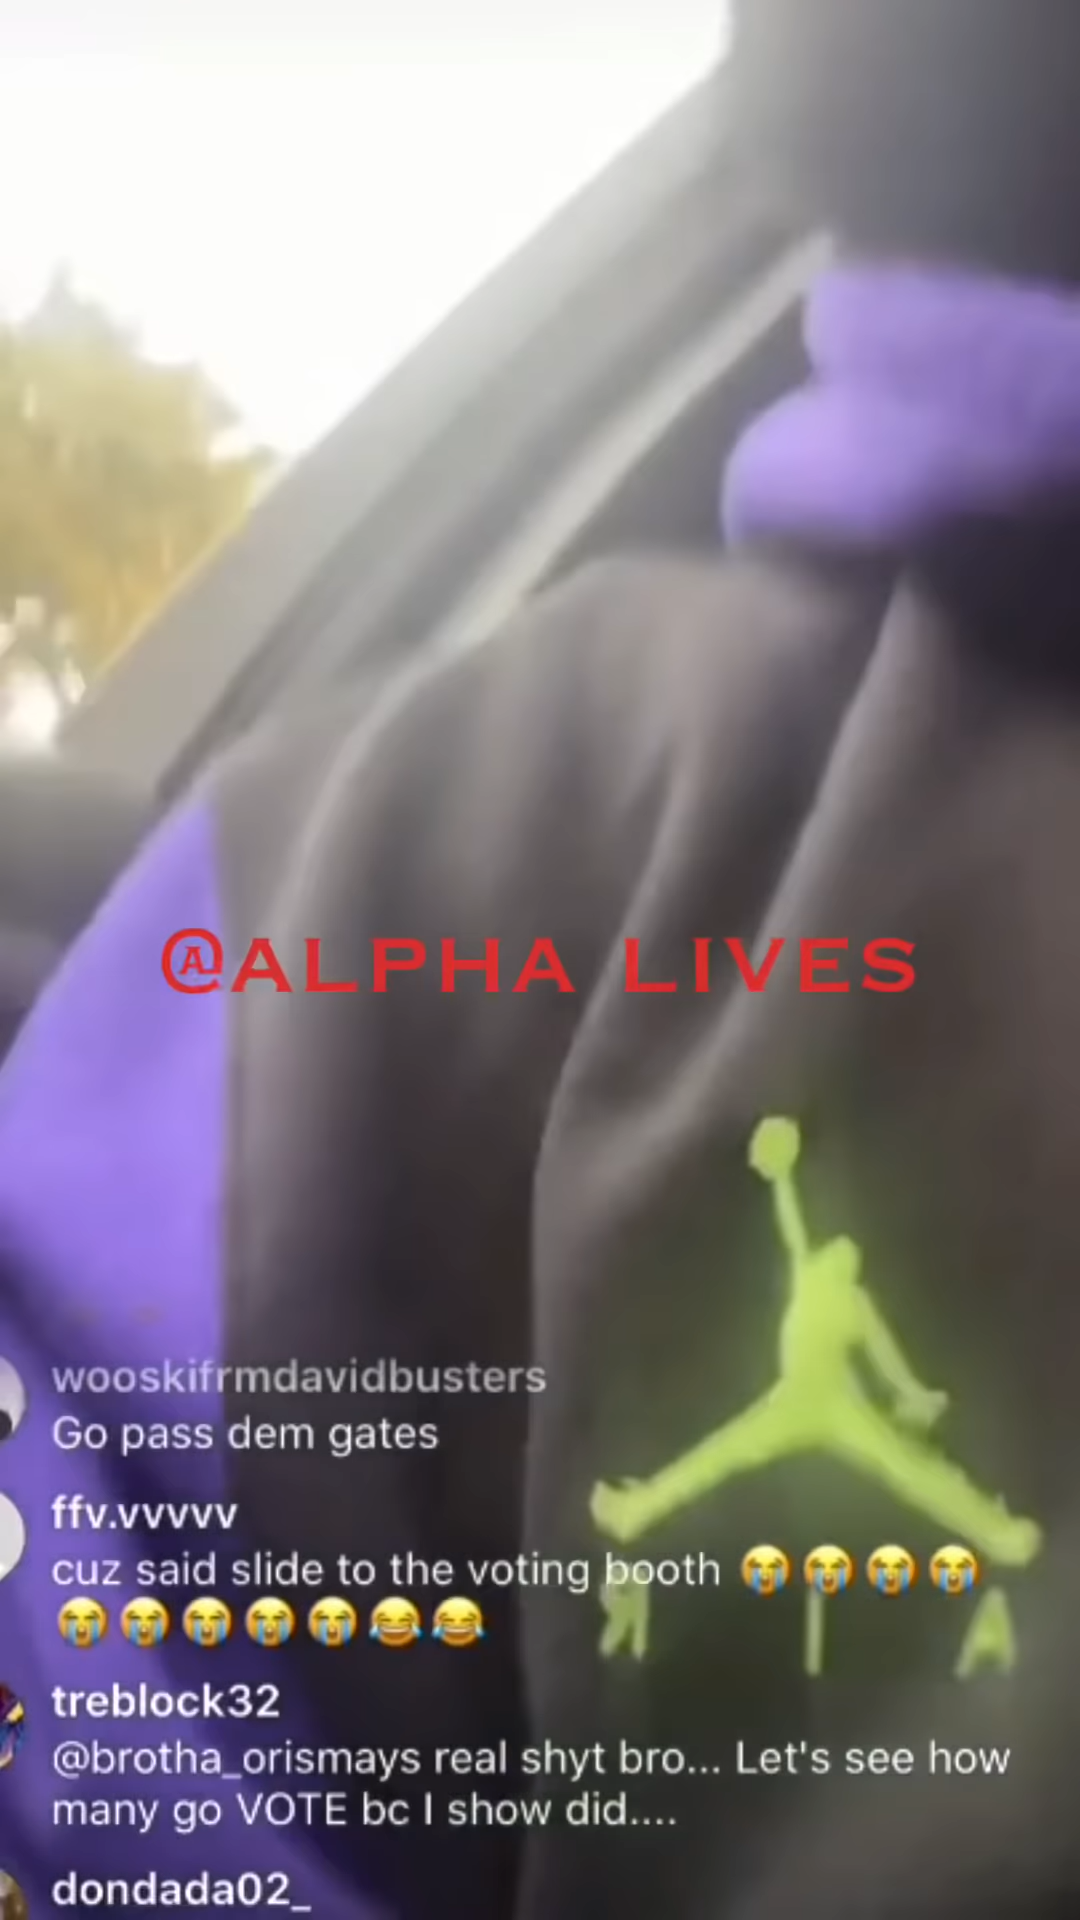 @ALPHA LIVES
wooskifrmdavidbusters
Go pass dem gates
ffv.vvvvv
cuz said slide to the voting booth 😭😭😭😭
😭😭😭😭😭😂😂
R I A
treblock32
@brotha_orismays real shyt bro... Let's see how
many go VOTE bc I show did....
dondada02_